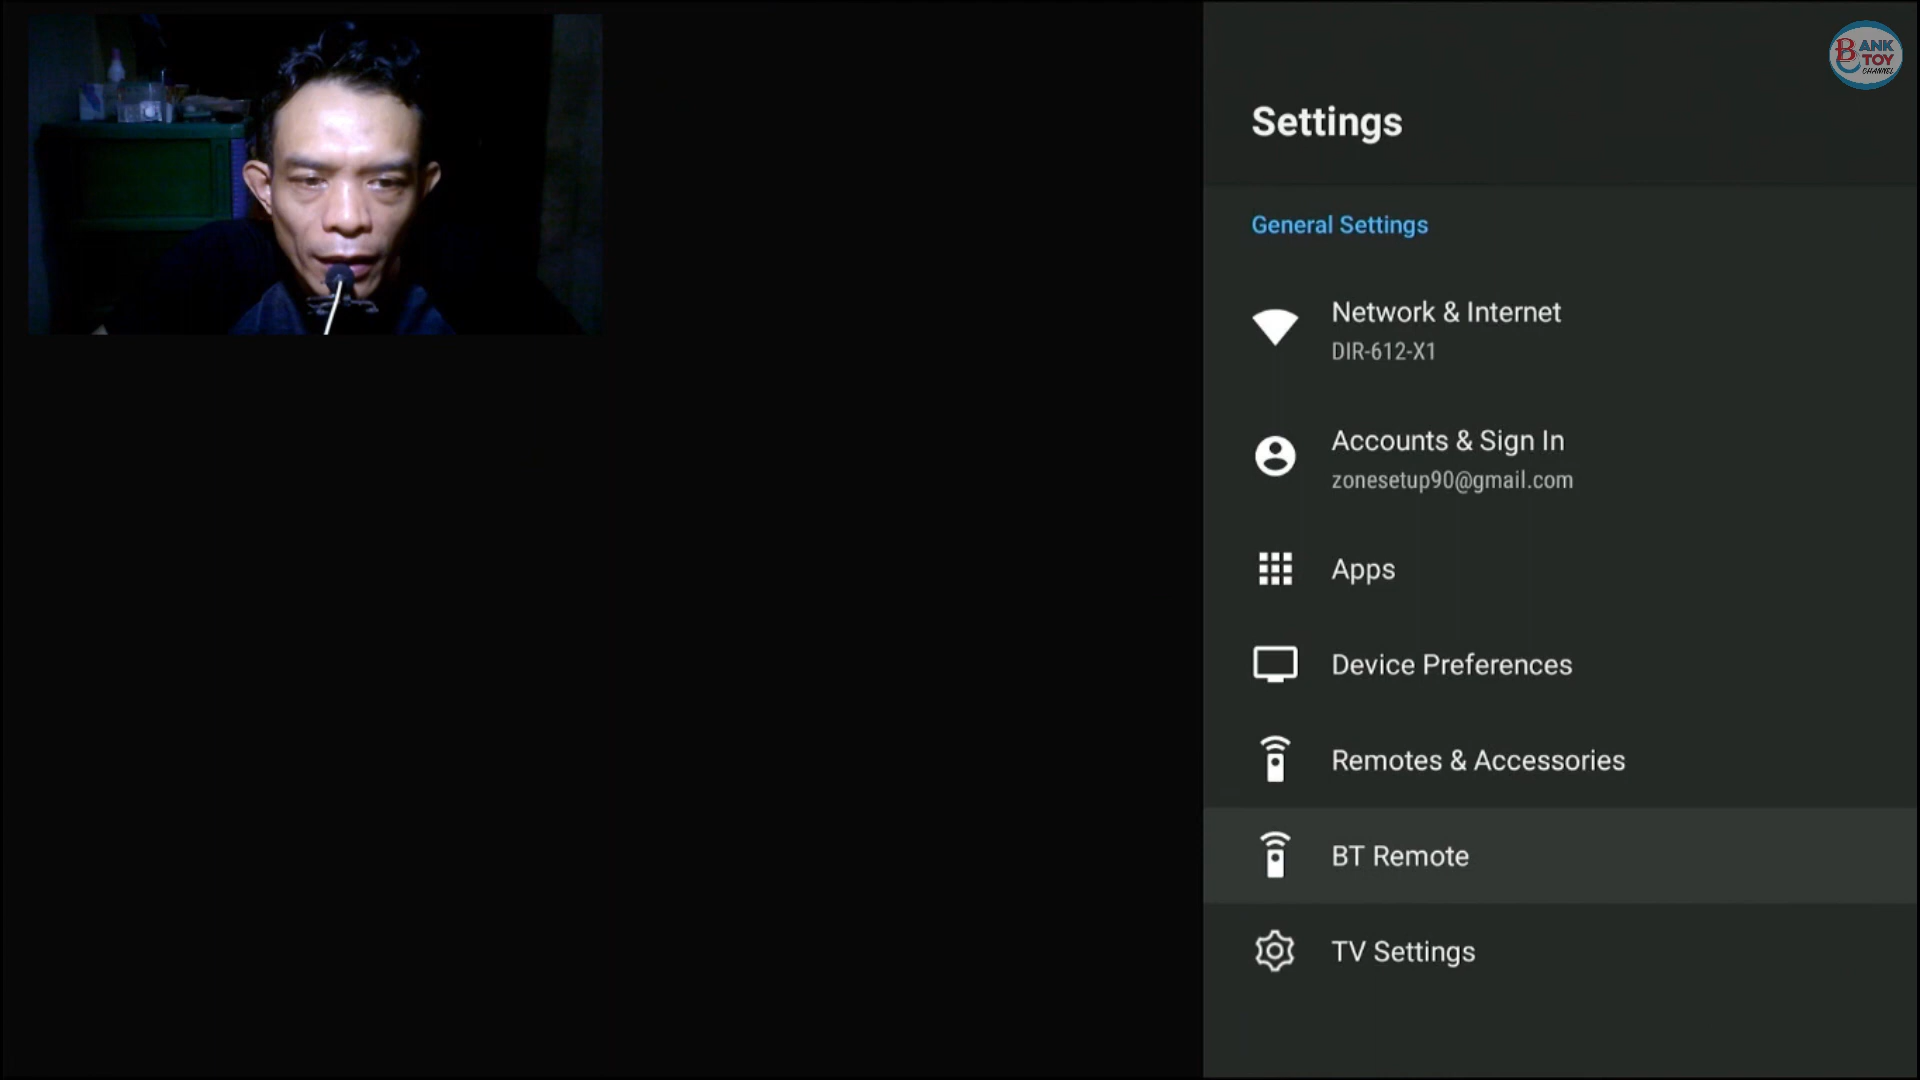 BANK
TOY
CHANNEL
Settings
General Settings
Network & Internet
DIR-612-X1
Accounts & Sign In
zonesetup90@gmail.com
Apps
Device Preferences
Remotes & Accessories
BT Remote
TV Settings